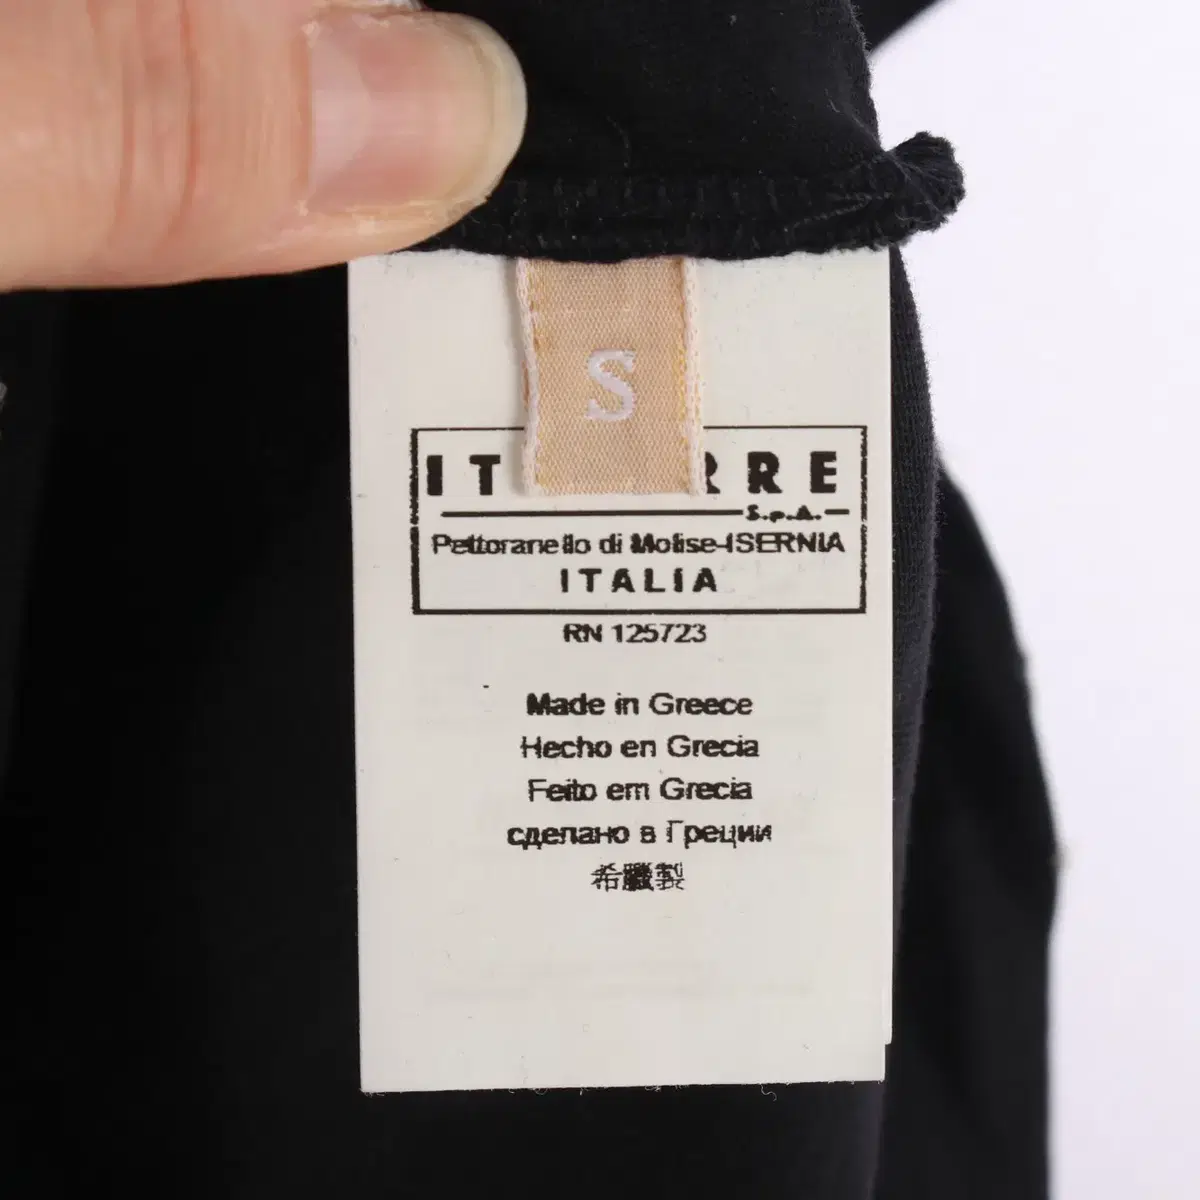 S
IT RRE
S.p.A.
Pettoranello di Molise-ISERNIA
ITALIA
RN 125723
Made in Greece
Hecho en Grecia
Feito em Grecia
сделано в Греции
希臘製